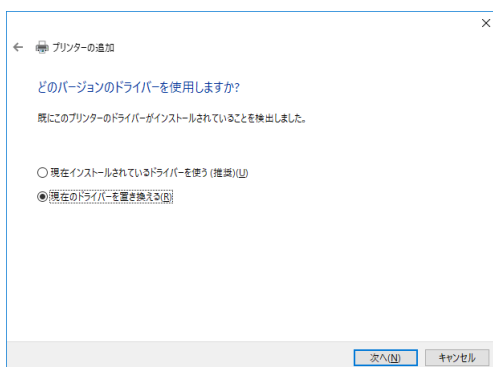 プリンターの追加
どのバージョンのドライバーを使用しますか?
既にこのプリンターのドライバーがインストールされていることを検出しました。
現在インストールされているドライバーを使う (推奨)(U)
現在のドライバーを置き換える(R)
次へ(N) キャンセル